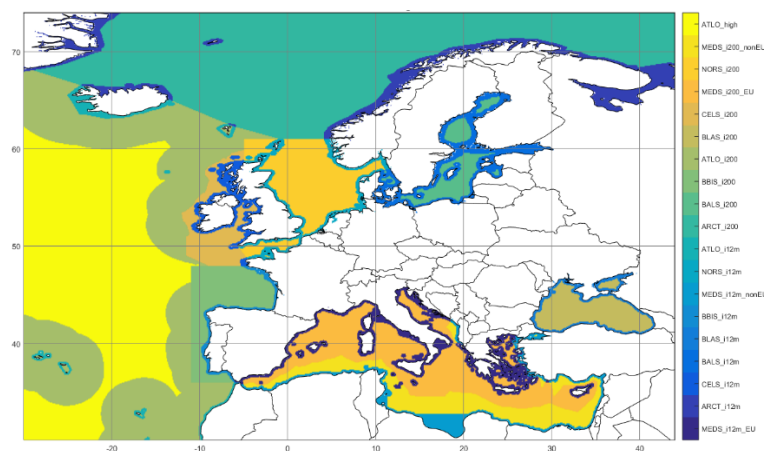 ATLO_high
70
MEDS_i200_nonEU
NORS_i200
MEDS_i200_EU
CELS_i200
BLAS_i200
60
ATLO_i200
BBIS_i200
BALS_i200
ARCT_i200
50
ATLO_i12m
NORS_i12m
MEDS_i12m_nonEU
BBIS_i12m
40
BLAS_i12m
BALS_i12m
CELS_i12m
ARCT_i12m
MEDS_i12m_EU
-20 -10 0 10 20 30 40